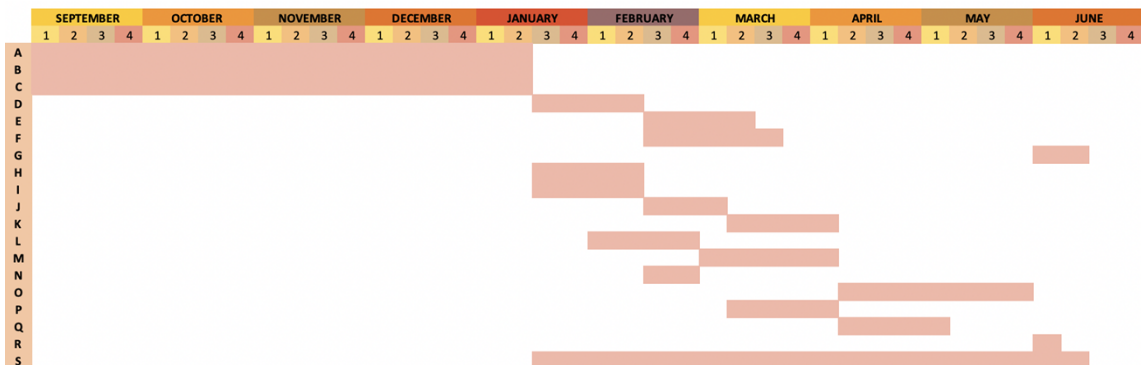 SEPTEMBER OCTOBER NOVEMBER DECEMBER JANUARY FEBRUARY MARCH APRIL MAY JUNE
1 2 3 4 1 2 3 4 1 2 3 4 1 2 3 4 1 2 3 4 1 2 3 4 1 2 3 4 1 2 3 4 1 2 3 4 1 2 3 4
A
B
C
D
E
F
G
H
I
J
K
L
M
N
O
P
Q
R
S